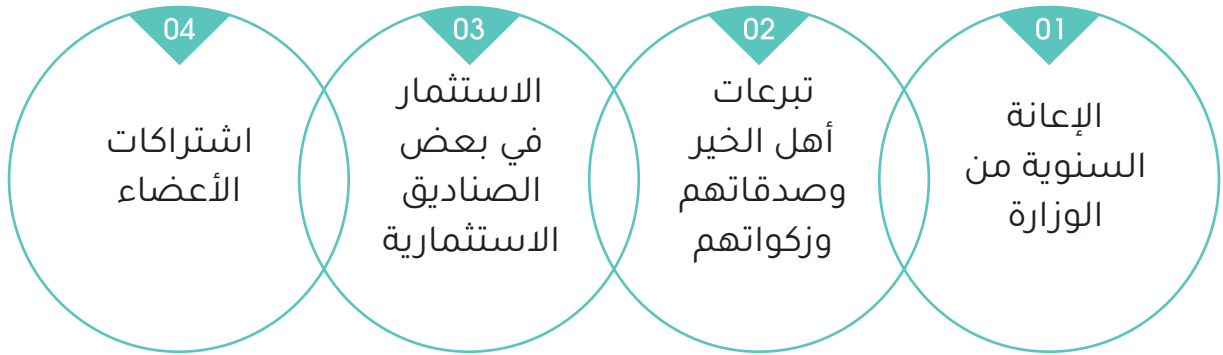 01
الإعانة
السنوية من
الوزارة
02
تبرعات
أهل الخير
وصدقاتهم
وزكواتهم
03
الاستثمار
في بعض
الصناديق
الاستثمارية
04
اشتراكات
الأعضاء